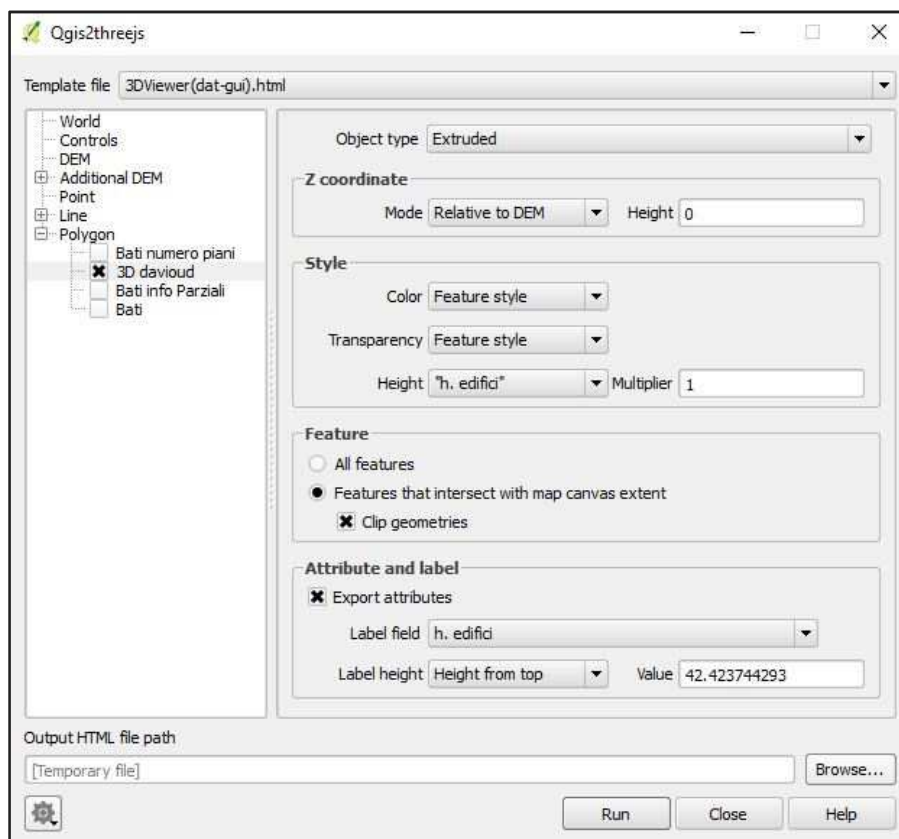 Qgis2threejs
Template file 3DViewer(dat-gui).html
World
Controls
DEM
Additional DEM
Point
Line
Polygon
Bati numero piani
3D davioud
Bati info Parziali
Bati
Object type Extruded
Z coordinate
Mode Relative to DEM Height 0
Style
Color Feature style
Transparency Feature style
Height "h. edifici" Multiplier 1
Feature
All features
Features that intersect with map canvas extent
Clip geometries
Attribute and label
Export attributes
Label field h. edifici
Label height Height from top Value 42.423744293
Output HTML file path
[Temporary file] Browse...
Run Close Help